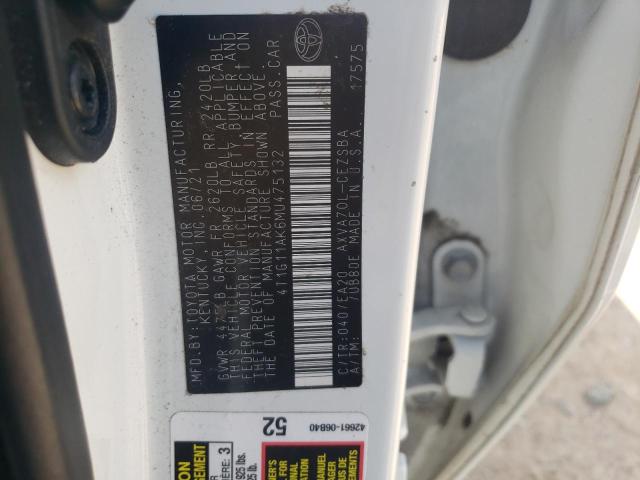 MFD.BY:TOYOTA MOTOR MANUFACTURING,
KENTUCKY, INC. 06/21
GVWR 4475LB GAWR FR 2620LB RR 2420LB
THIS VEHICLE CONFORMS TO ALL APPLICABLE
FEDERAL MOTOR VEHICLE SAFETY, BUMPER AND
THEFT PREVENTION STANDARDS IN EFFECT ON
THE DATE OF MANUFACTURE SHOWN ABOVE.
4T1G11AK6MU475132 PASS.CAR
C/TR:040/EA20 AXVA70L-CEZSBA
A/TM: /UB80E MADE IN U.S.A. 17575
52
42661-06B40
3